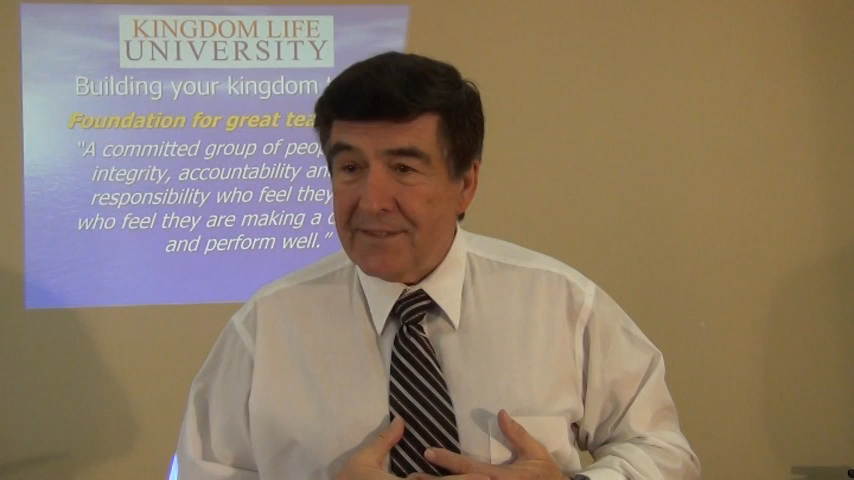 KINGDOM LIFE
UNIVERSITY
Building your kingdom
Foundation for great
"A committed group of
integrity, accountability
responsibility who feel they
who feel they are making a
and perform well."